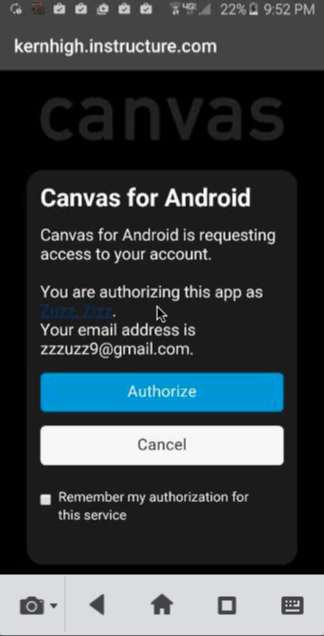 22% 9:52 PM
kernhigh.instructure.com
canvas
Canvas for Android
Canvas for Android is requesting
access to your account.
You are authorizing this app as
Zuzz, Zizz.
Your email address is
zzzuzz9@gmail.com.
Authorize
Cancel
Remember my authorization for
this service